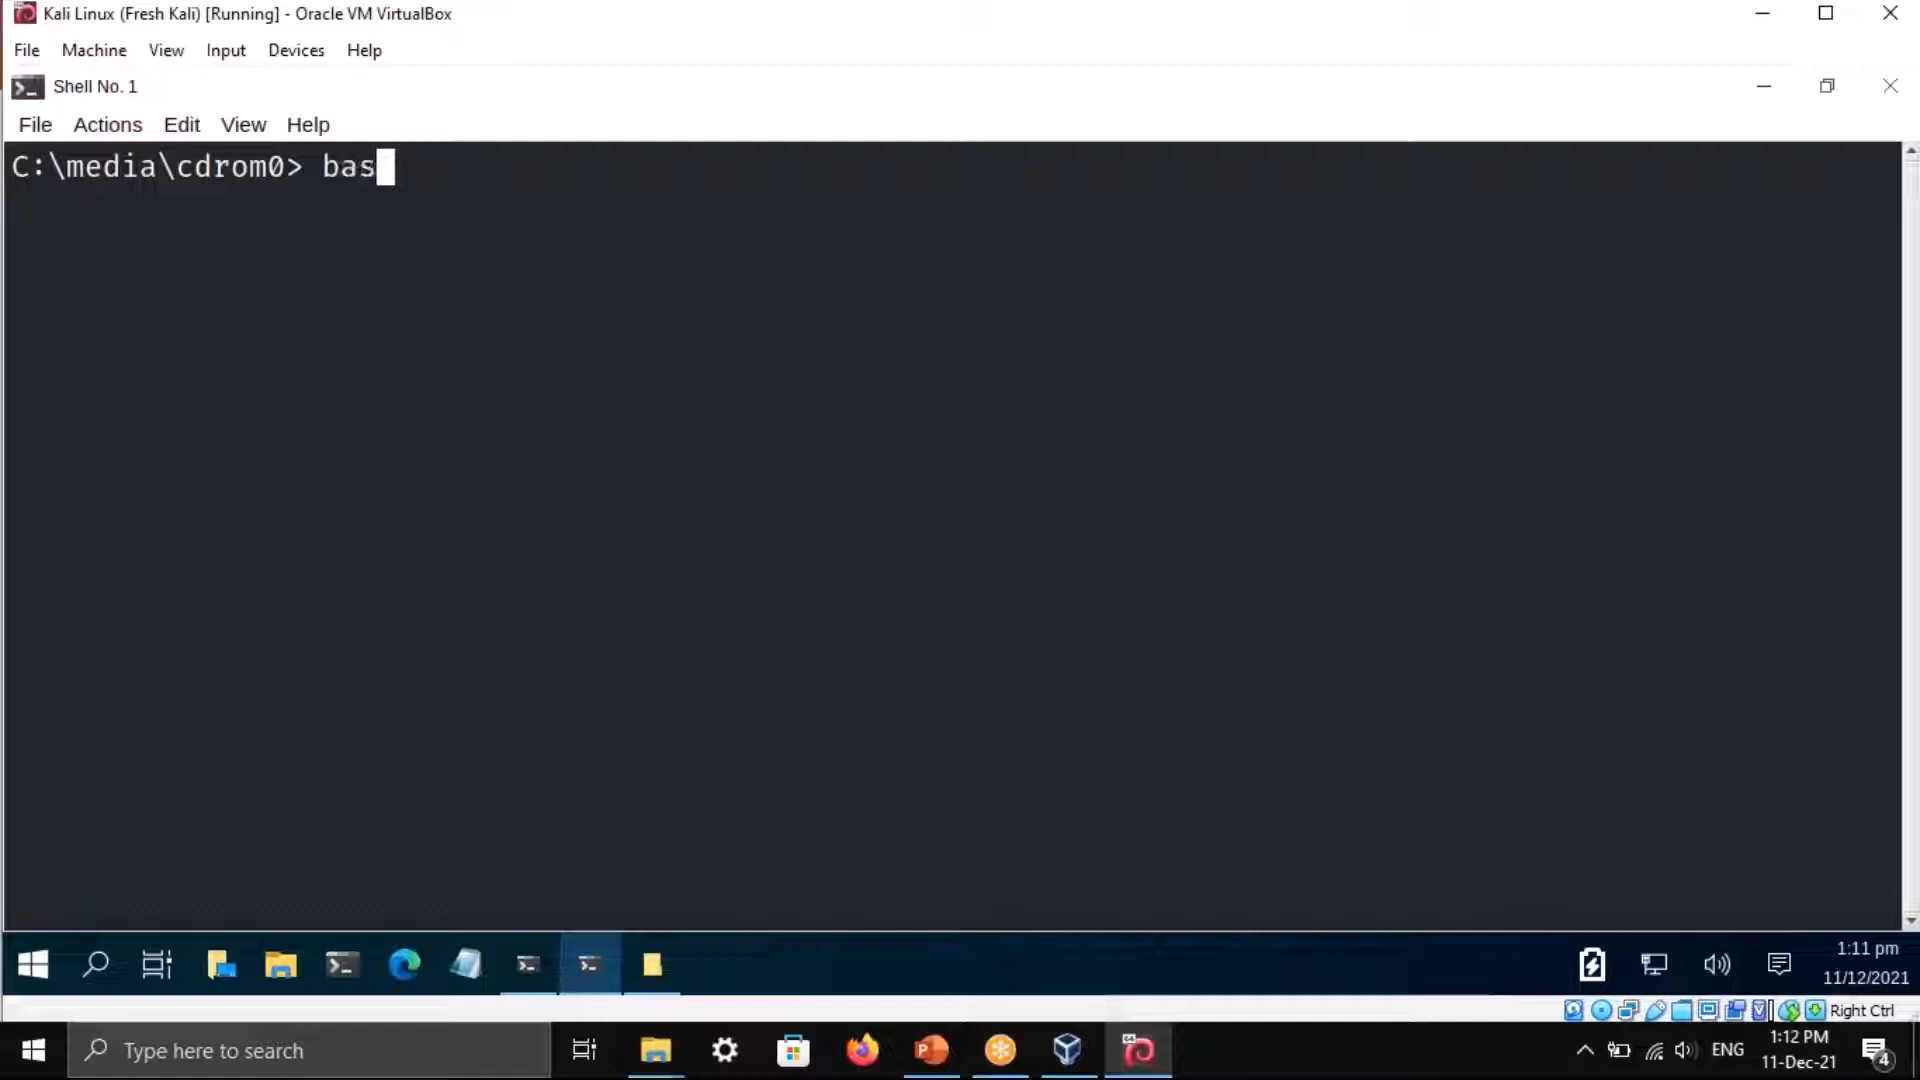 Kali Linux (Fresh Kali) [Running] - Oracle VM VirtualBox
File Machine View Input Devices Help
Shell No. 1
File Actions Edit View Help
C:\media\cdrom0> bas
1:11 pm
11/12/2021
Right Ctrl
Type here to search
ENG
1:12 PM
11-Dec-21
4